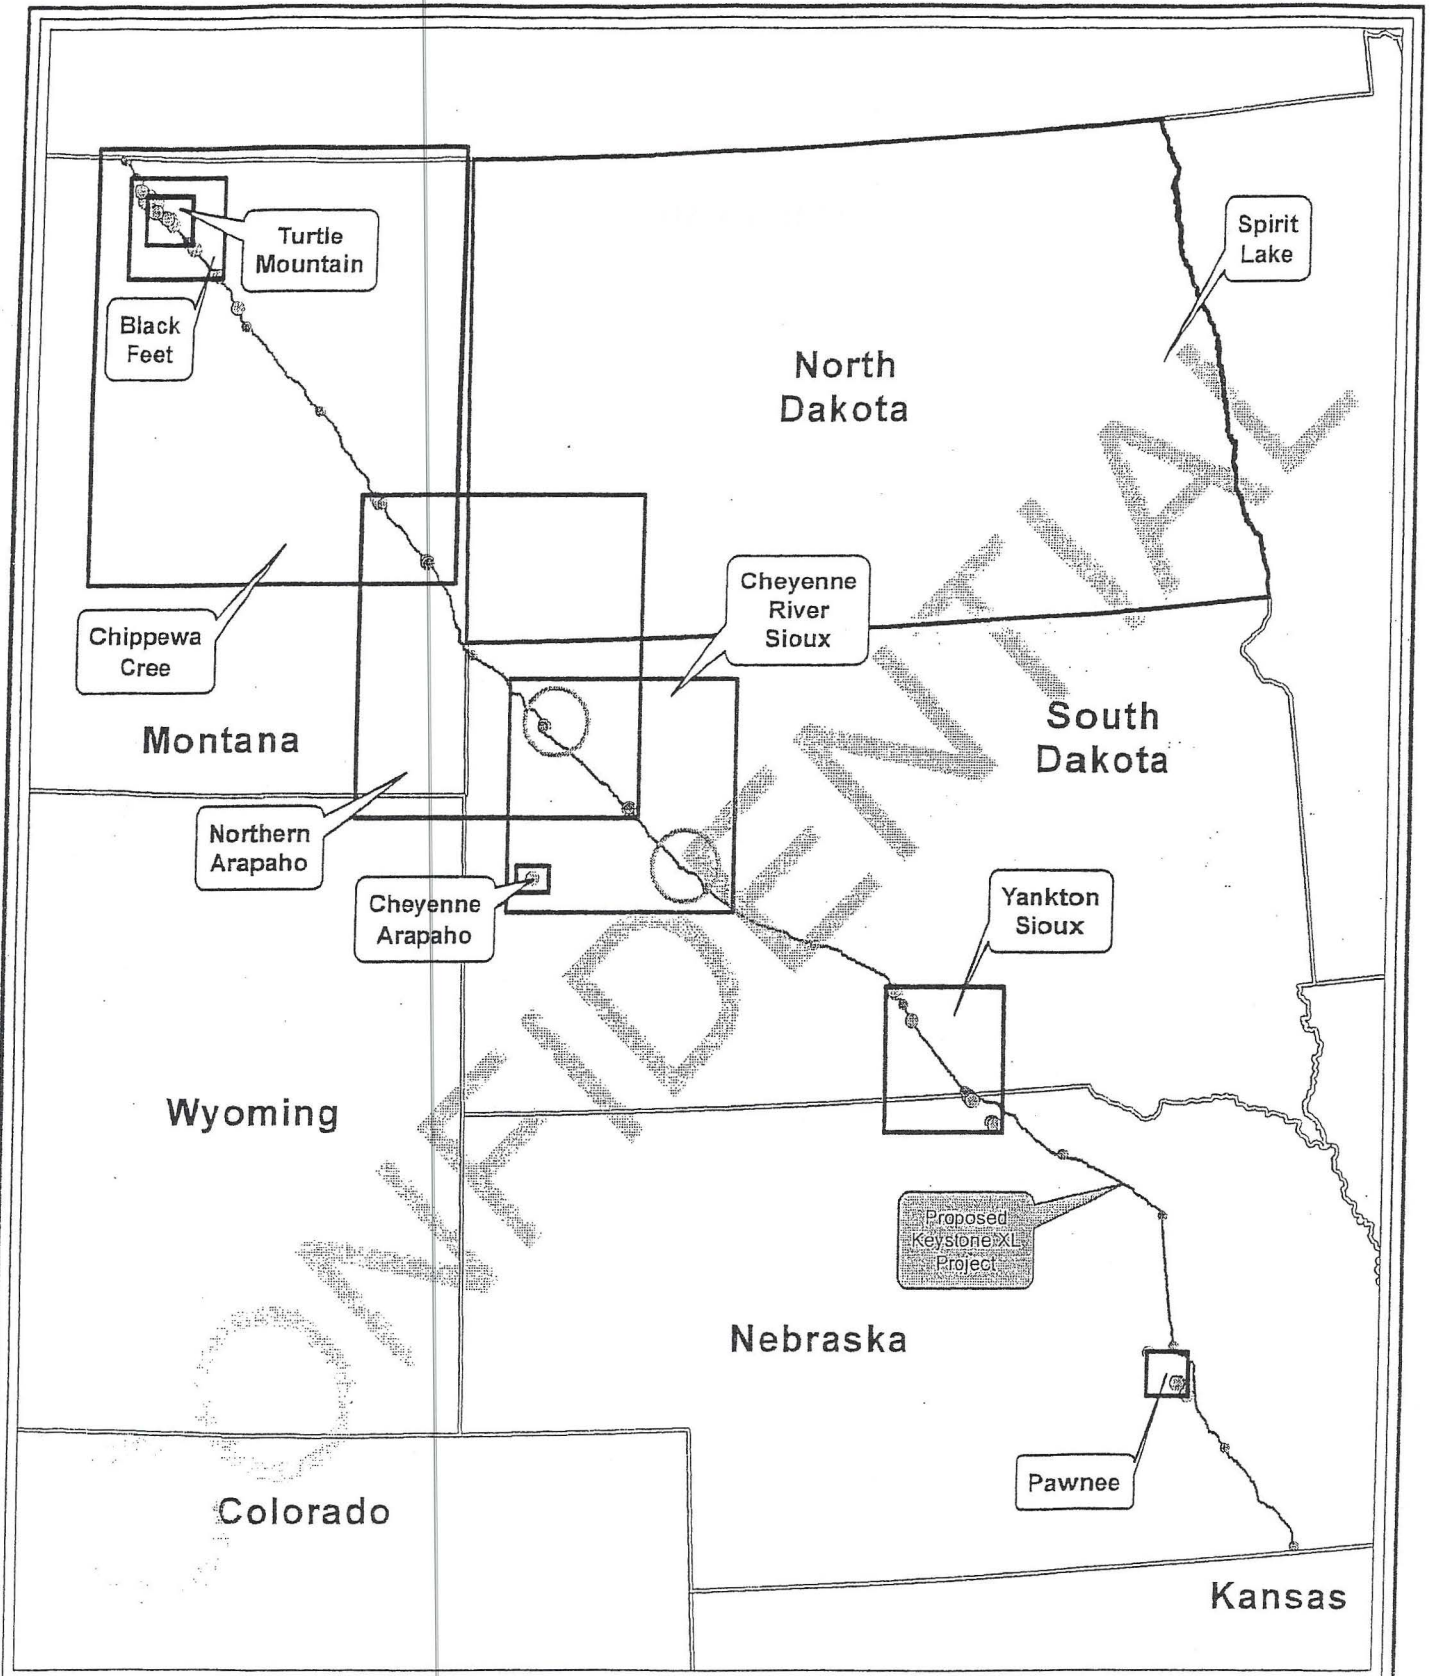 Turtle
Mountain
Spirit
Lake
Black
Feet
North
Dakota
Cheyenne
River
Sioux
Chippewa
Cree
Montana
South
Dakota
Northern
Arapaho
Cheyenne
Arapaho
Yankton
Sioux
Wyoming
Proposed
Keystone XL
Project
Nebraska
Pawnee
Colorado
Kansas
CONFIDENTIAL